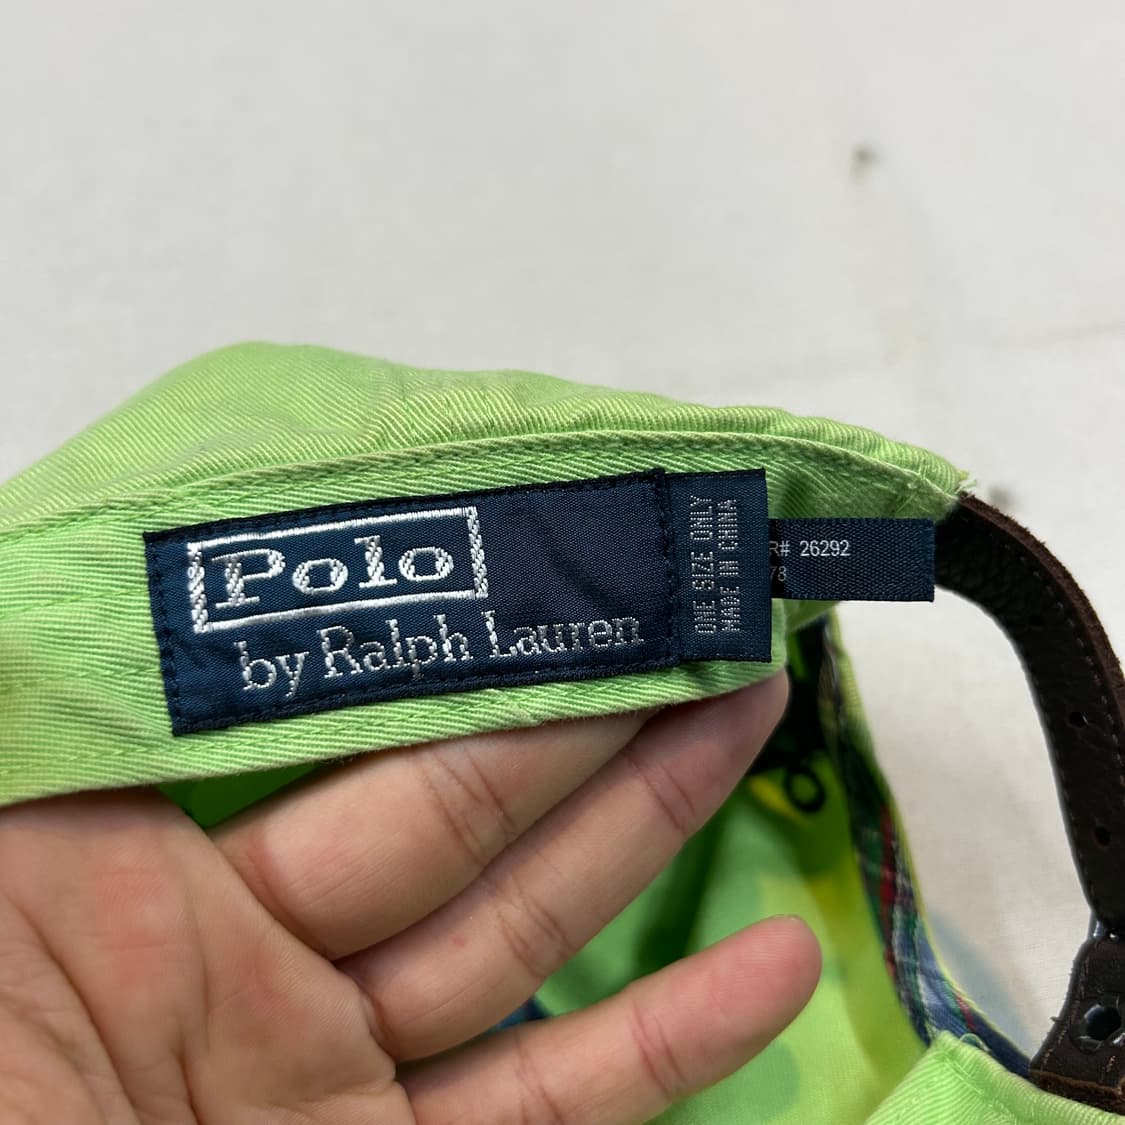 Polo
by Ralph Lauren
ONE SIZE ONLY
MADE IN CHINA
R# 26292
78